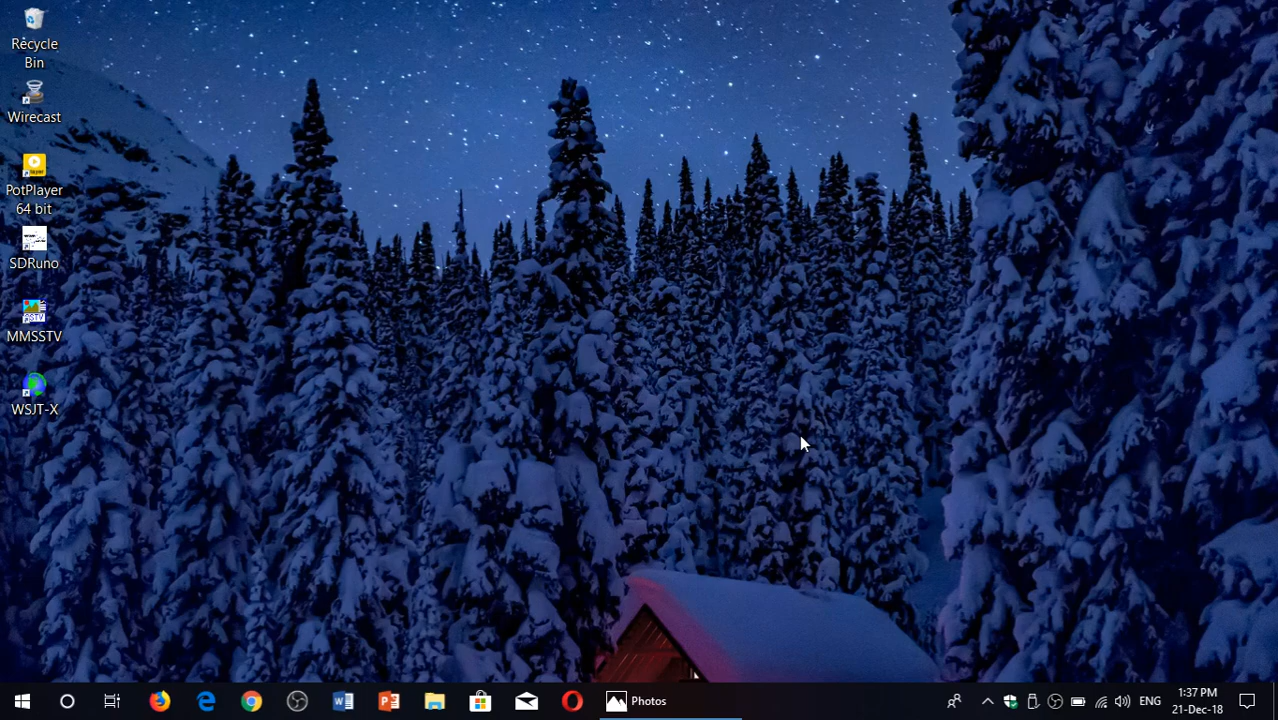 Recycle
Bin
Wirecast
PotPlayer
64 bit
SDRuno
MMSSTV
WSJT-X
Photos
ENG
1:37 PM
21-Dec-18